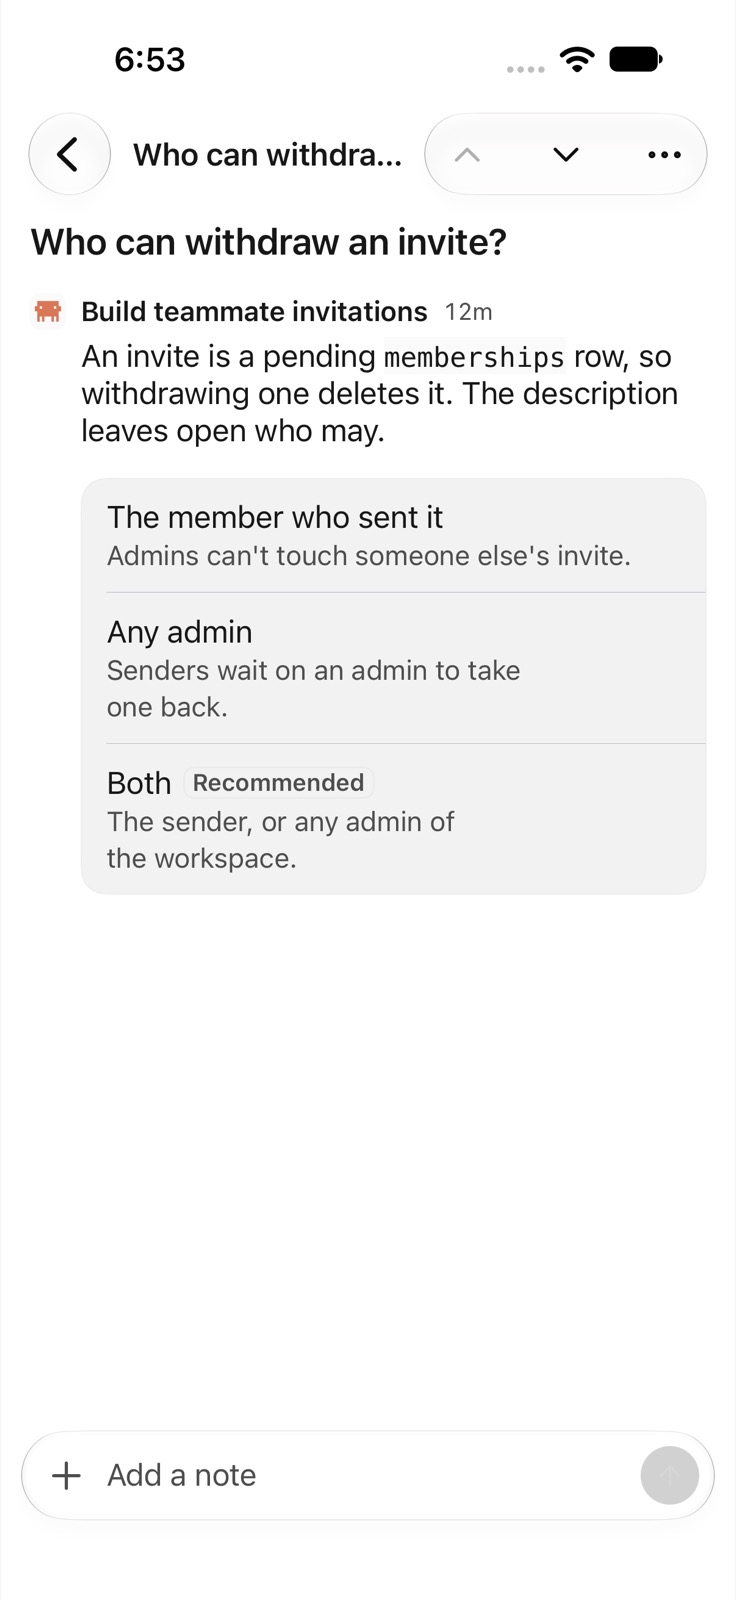 6:53
Who can withdra...
Who can withdraw an invite?
Build teammate invitations 12m
An invite is a pending memberships row, so
withdrawing one deletes it. The description
leaves open who may.
The member who sent it
Admins can't touch someone else's invite.
Any admin
Senders wait on an admin to take
one back.
Both Recommended
The sender, or any admin of
the workspace.
Add a note